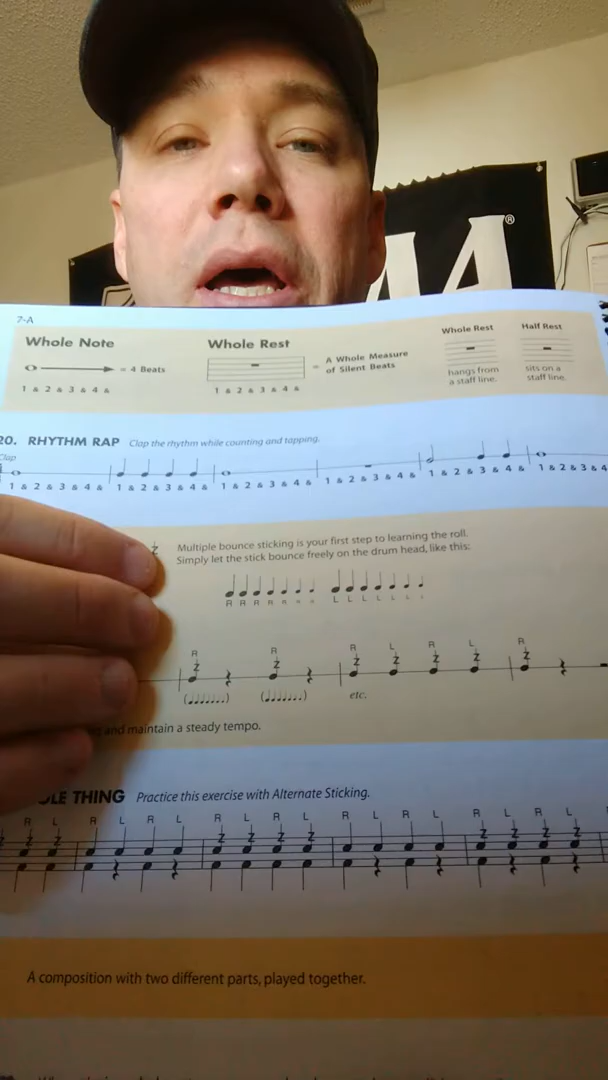 7-A
Whole Note
= 4 Beats
1 & 2 & 3 & 4 &
Whole Rest
= A Whole Measure
of Silent Beats
1 & 2 & 3 & 4 &
Whole Rest
hangs from
a staff line.
Half Rest
sits on a
staff line.
20. RHYTHM RAP Clap the rhythm while counting and tapping.
Clap
1 & 2 & 3 & 4 & 1 & 2 & 3 & 4 & 1 & 2 & 3 & 4 & 1 & 2 & 3 & 4 & 1 & 2 & 3 & 4 & 1 & 2 & 3 & 4
Multiple bounce sticking is your first step to learning the roll.
Simply let the stick bounce freely on the drum head, like this:
R R R R R R R L L L L L L L
R R R L R L R
etc.
and maintain a steady tempo.
THING Practice this exercise with Alternate Sticking.
R L R L R L R L R L R L R L R L R L
A composition with two different parts, played together.